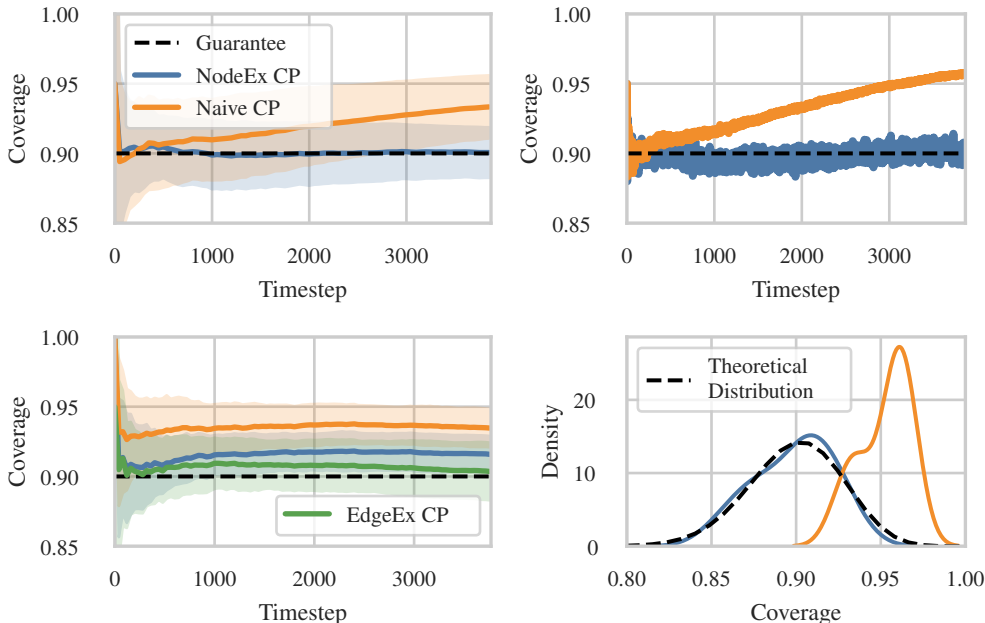 1.00
0.95
0.90
0.85
Coverage
Guarantee
NodeEx CP
Naive CP
0
1000
2000
3000
Timestep
1.00
0.95
0.90
0.85
Coverage
0
1000
2000
3000
Timestep
1.00
0.95
0.90
0.85
Coverage
EdgeEx CP
0
1000
2000
3000
Timestep
20
10
0
Density
Theoretical
Distribution
0.80
0.85
0.90
0.95
1.00
Coverage